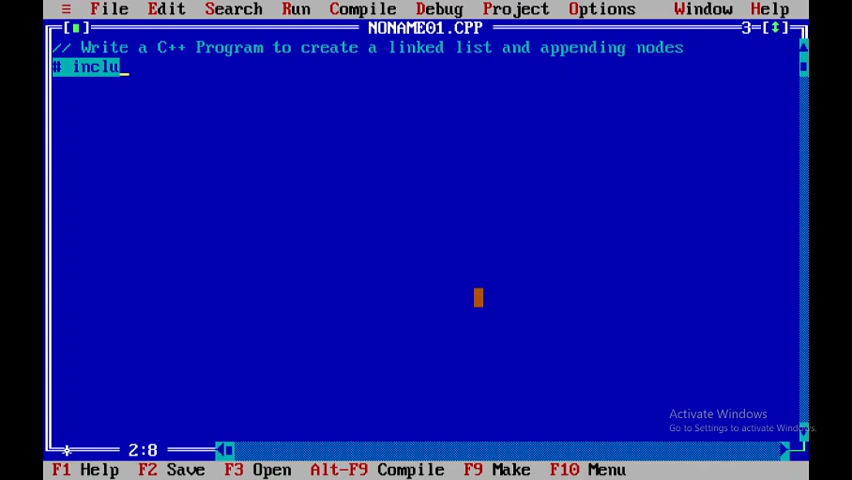 ≡ File Edit Search Run Compile Debug Project Options Window Help
[■] NONAME01.CPP 3=[↕]
// Write a C++ Program to create a linked list and appending nodes
# inclu_
Activate Windows
Go to Settings to activate Windows.
* 2:8
F1 Help F2 Save F3 Open Alt-F9 Compile F9 Make F10 Menu